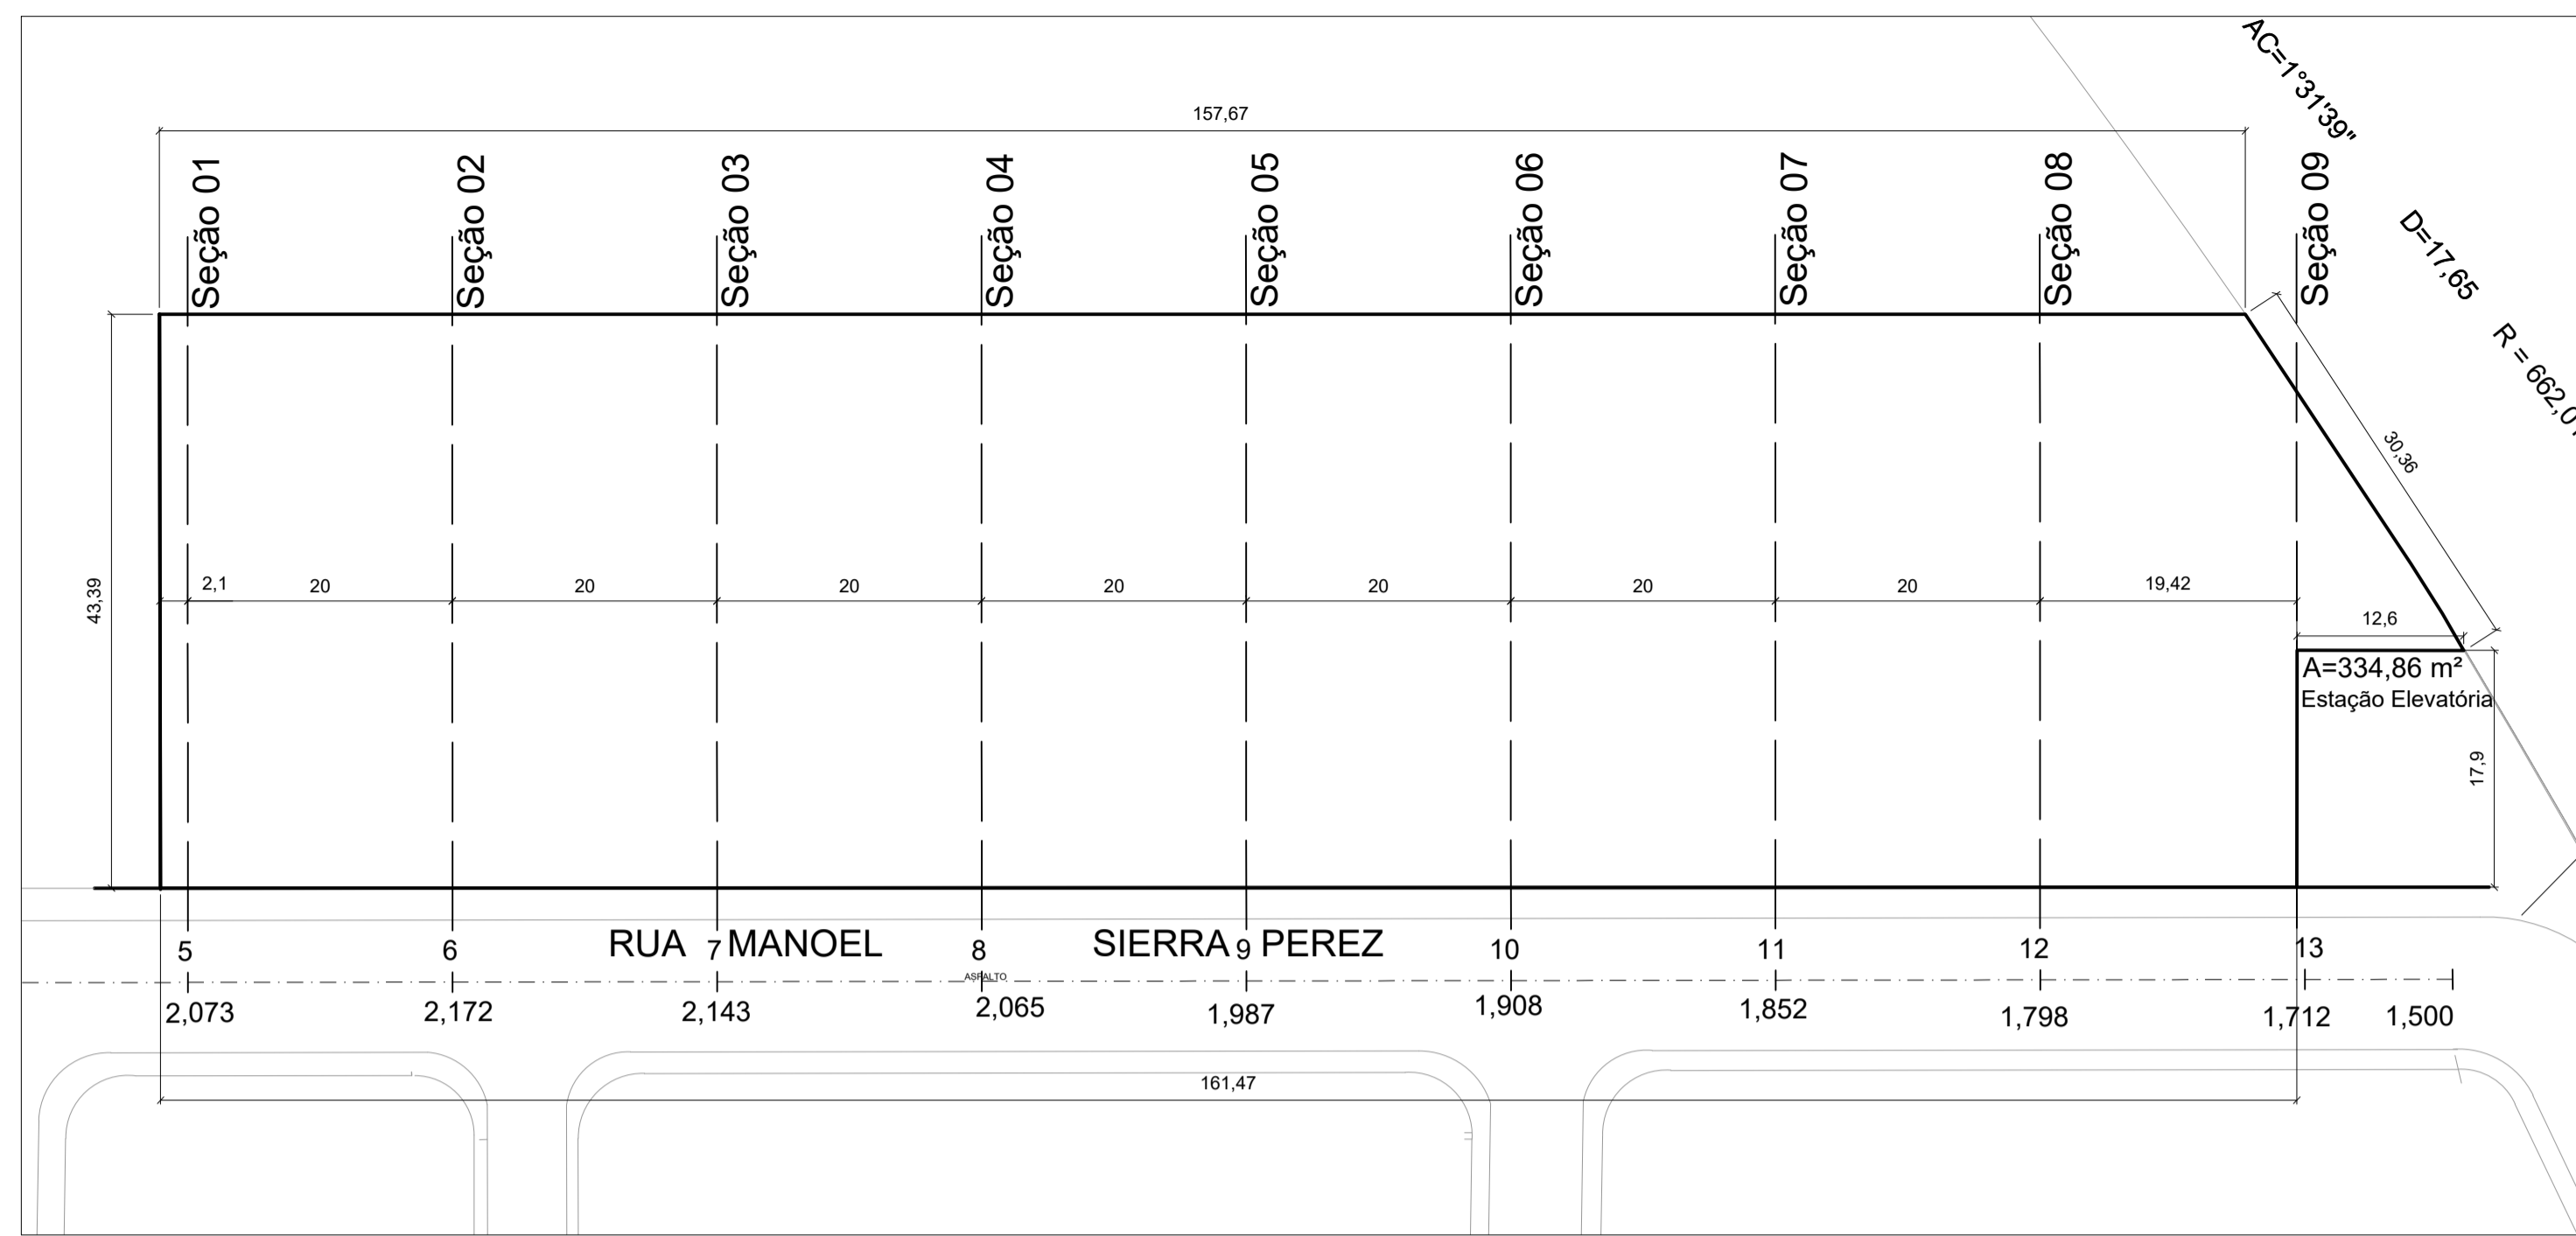 AC=1°31'39"
157,67
Seção 01
Seção 02
Seção 03
Seção 04
Seção 05
Seção 06
Seção 07
Seção 08
Seção 09
D=17,65
R = 662,0
30,36
43,39
2,1
20
20
20
20
20
20
20
19,42
12,6
A=334,86 m²
Estação Elevatória
17,9
5
6
RUA
7
MANOEL
8
SIERRA
9
PEREZ
10
11
12
13
ASFALTO
2,073
2,172
2,143
2,065
1,987
1,908
1,852
1,798
1,712
1,500
161,47